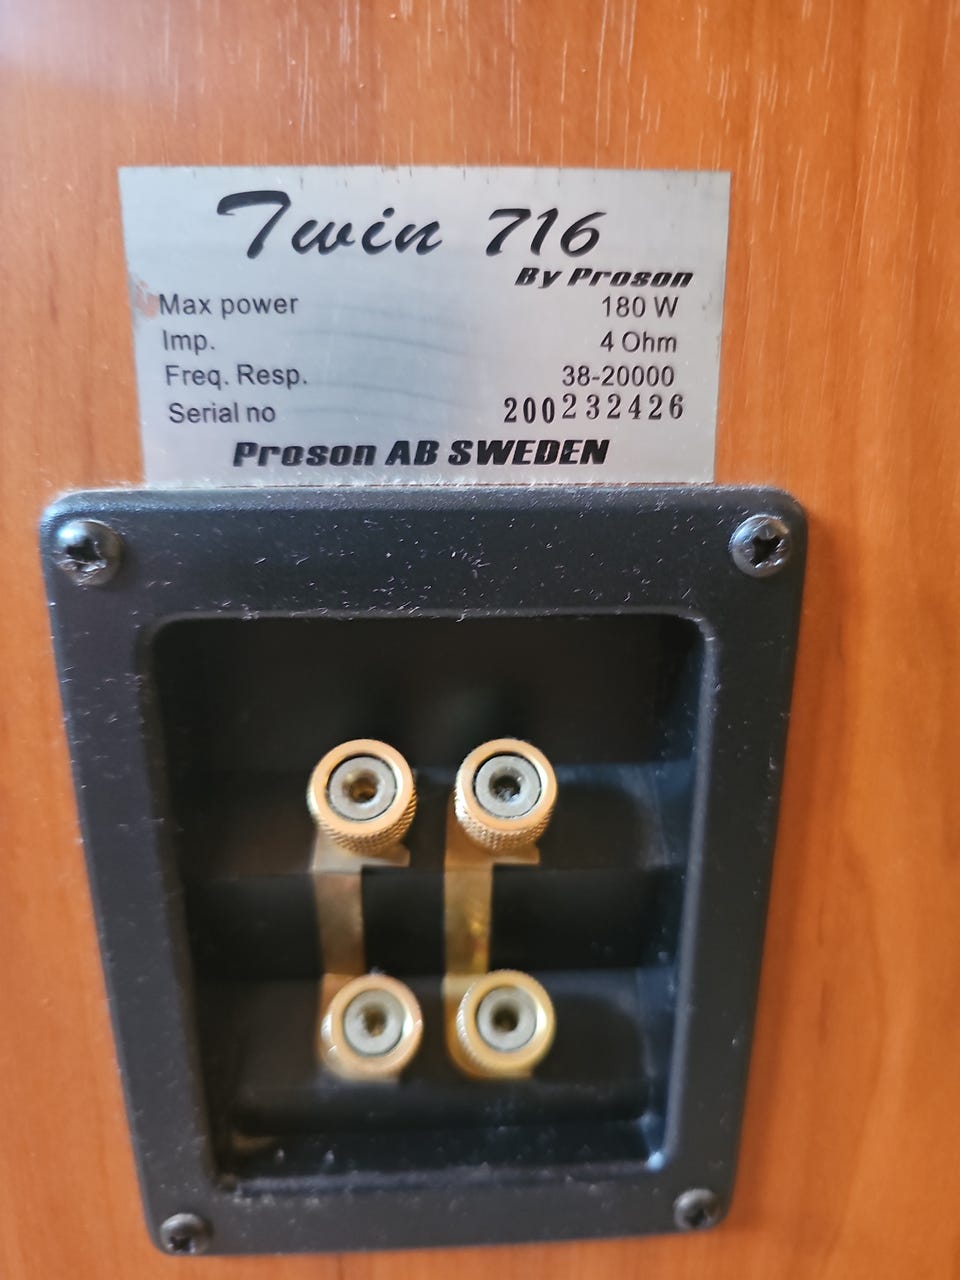 Twin 716
By Proson
Max power 180 W
Imp. 4 Ohm
Freq. Resp. 38-20000
Serial no 200232426
Proson AB SWEDEN